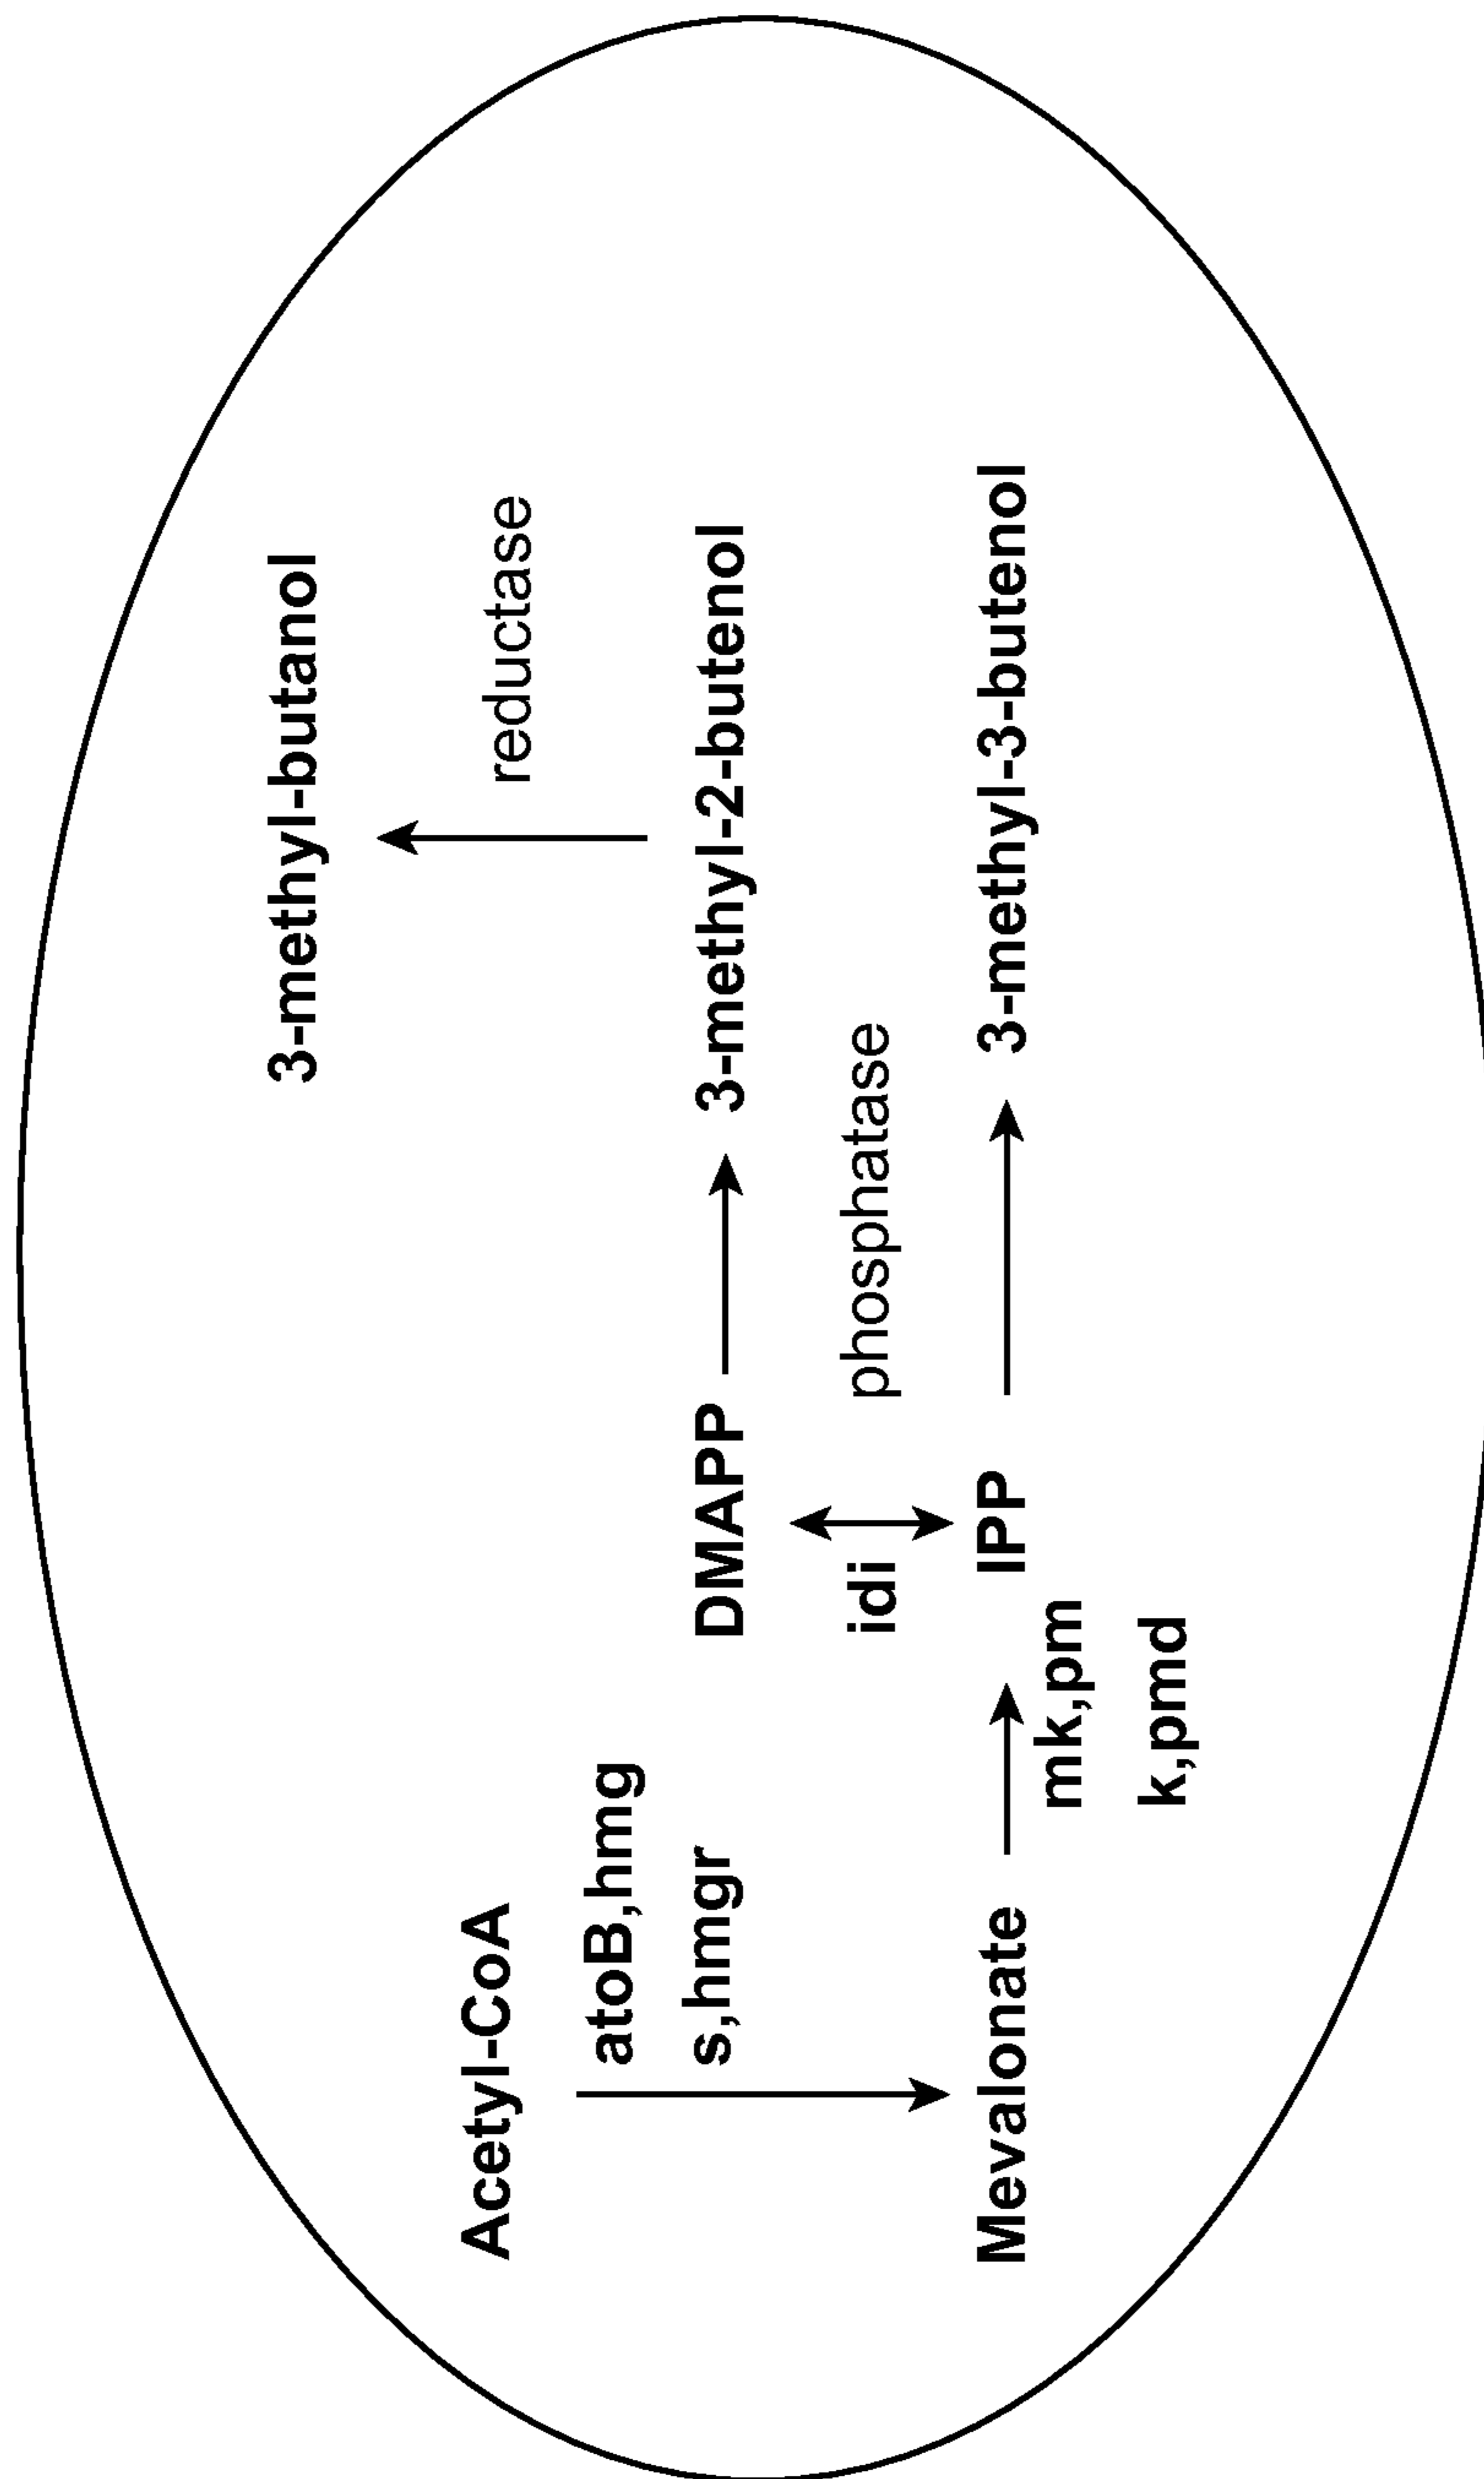 3-methyl-butanol
reductase
Acetyl-CoA
atoB,hmg
s,hmgr
DMAPP
3-methyl-2-butenol
idi
phosphatase
Mevalonate
IPP
3-methyl-3-butenol
mk,pm
k,pmd